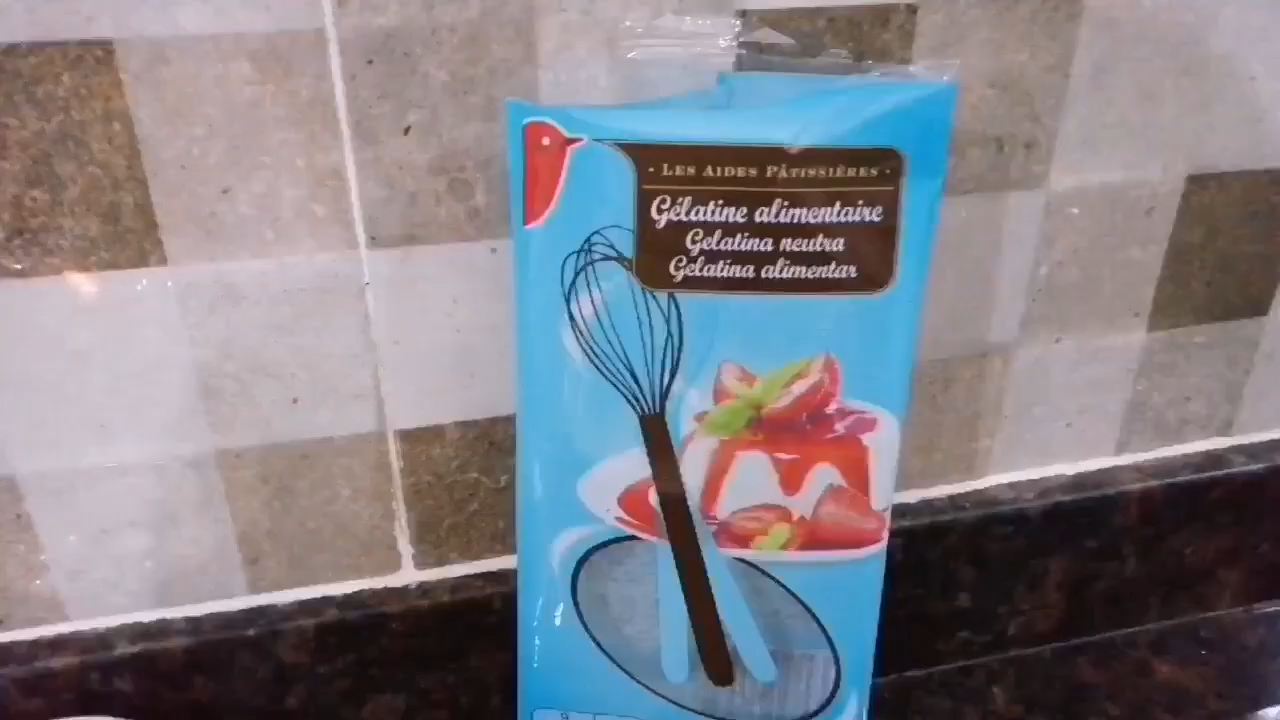 · LES AIDES PÂTISSIÈRES ·
Gélatine alimentaire
Gelatina neutra
Gelatina alimentar